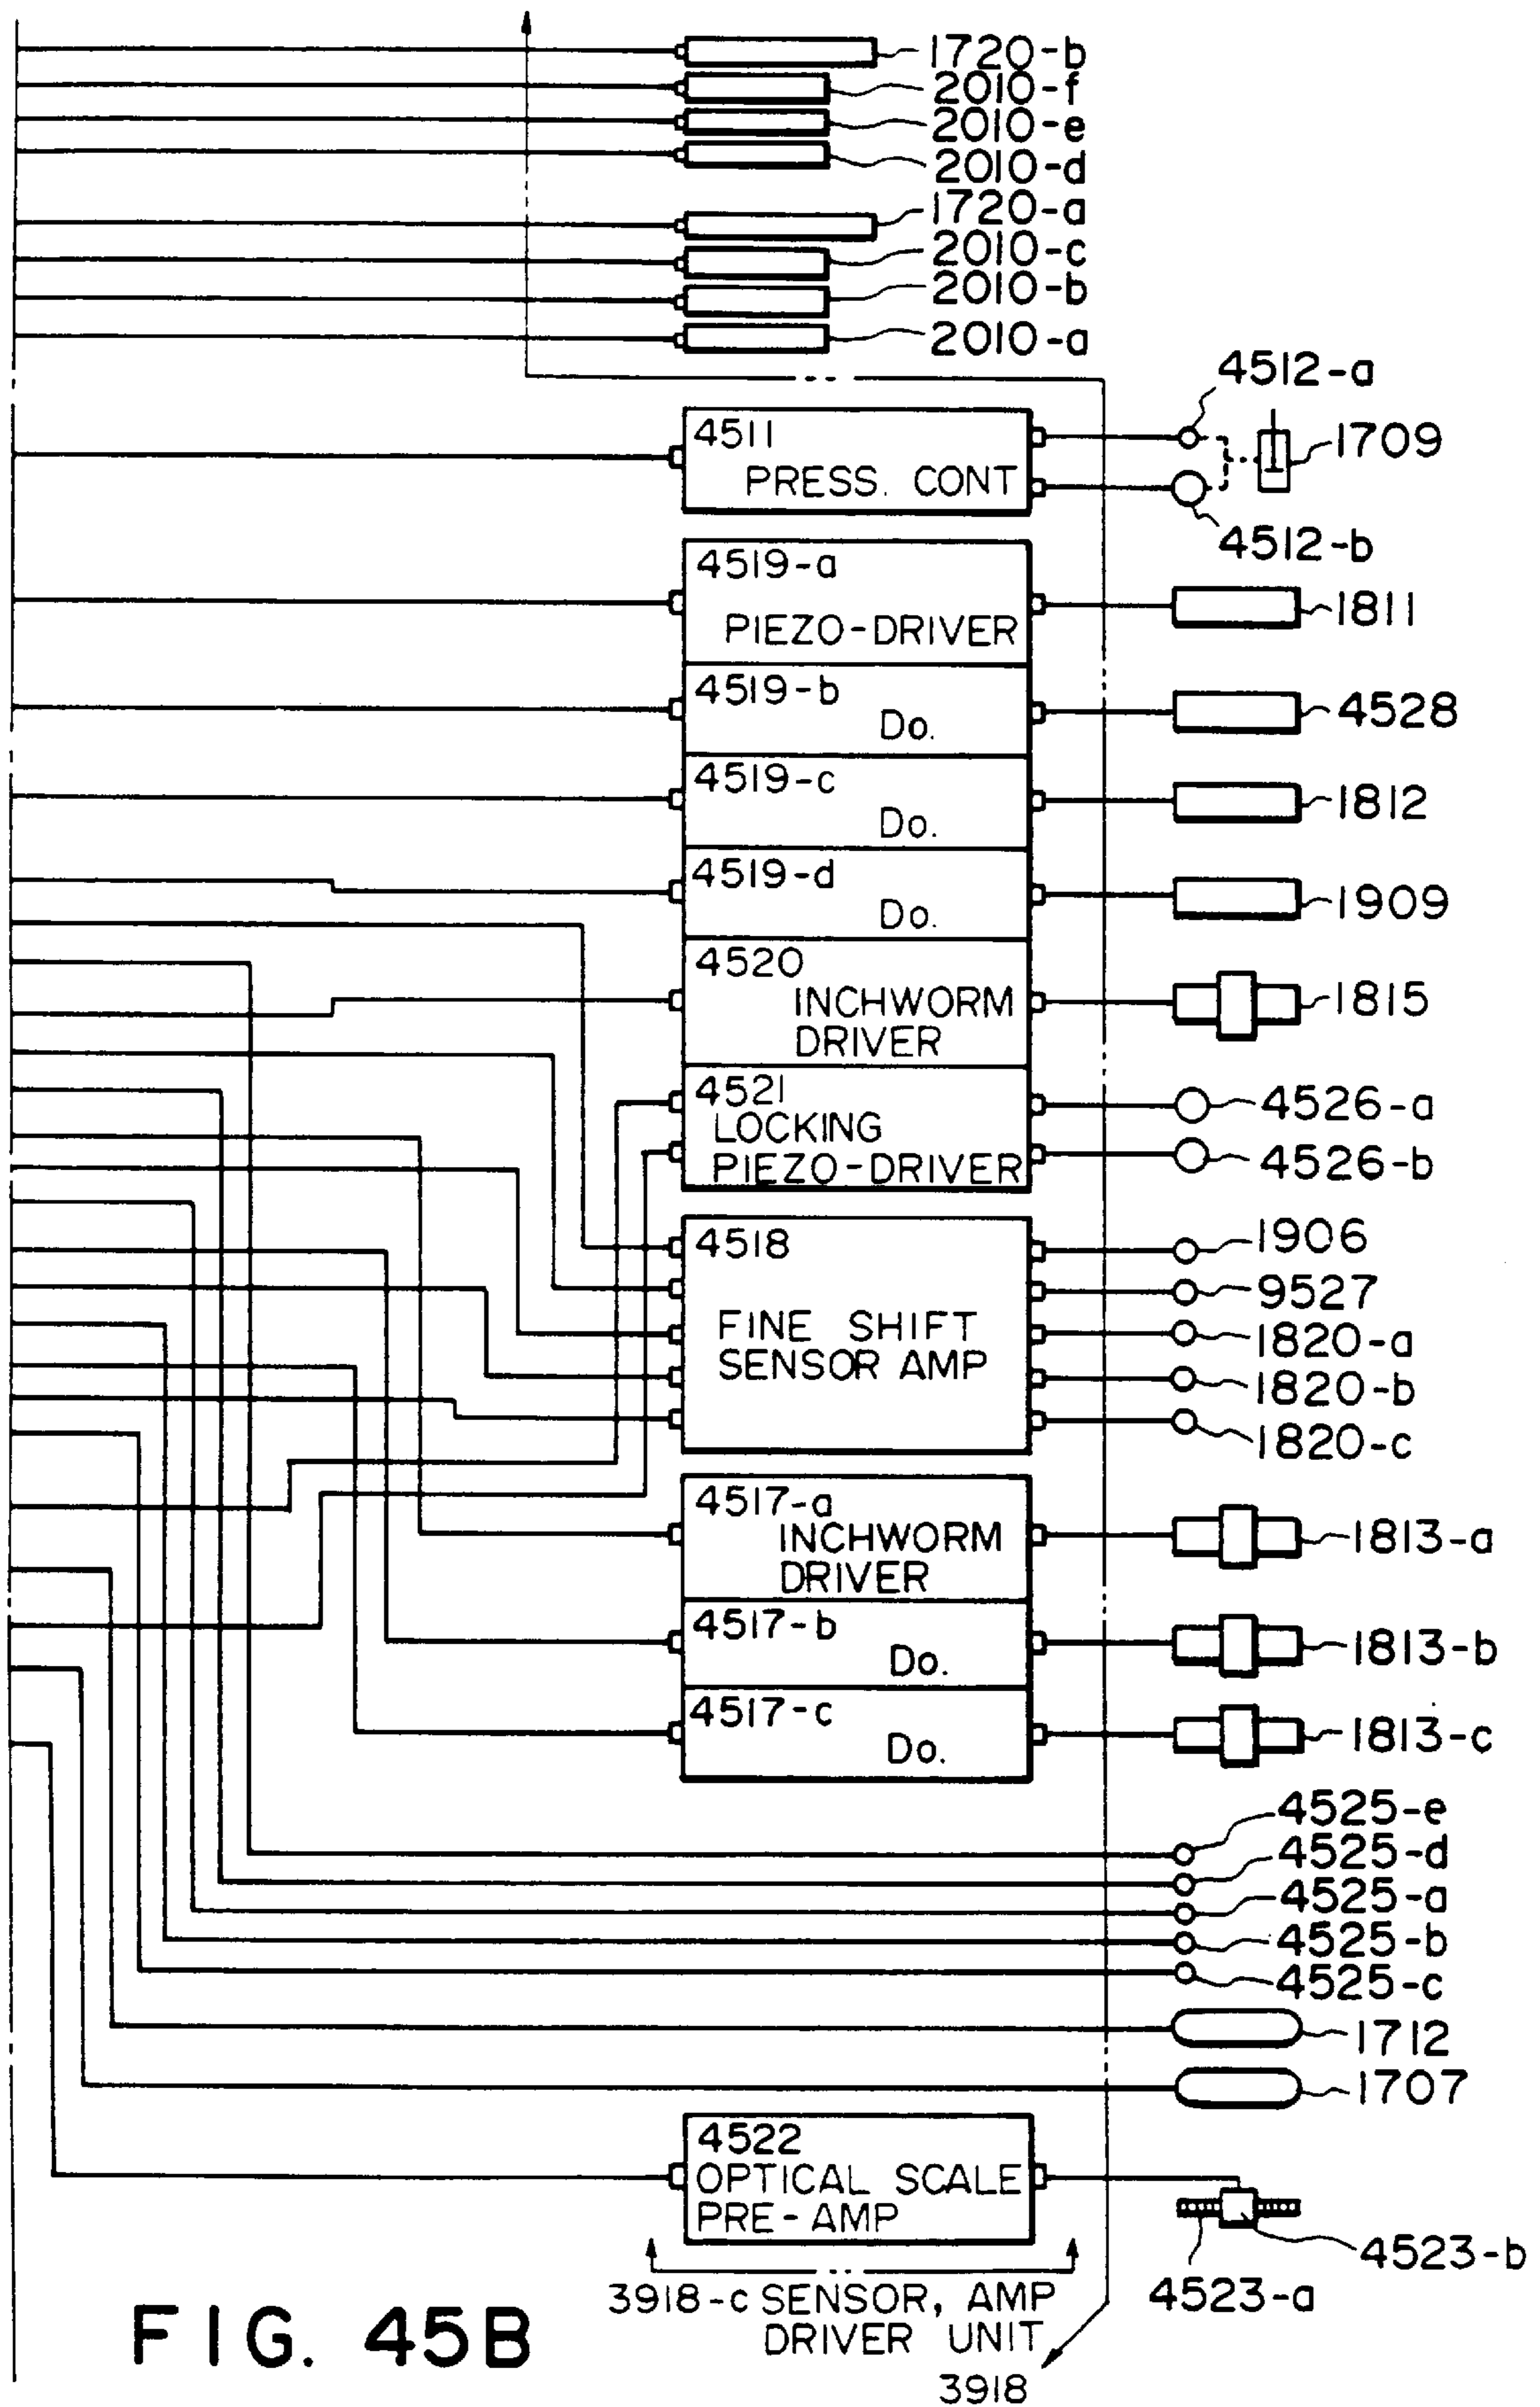 1720-b
2010-f
2010-e
2010-d
1720-a
2010-c
2010-b
2010-a
4512-a
4511
PRESS. CONT
1709
4512-b
4519-a
PIEZO-DRIVER
1811
4519-b
Do.
4528
4519-c
Do.
1812
4519-d
Do.
1909
4520
INCHWORM
DRIVER
1815
4521
LOCKING
PIEZO-DRIVER
4526-a
4526-b
4518
FINE SHIFT
SENSOR AMP
1906
9527
1820-a
1820-b
1820-c
4517-a
INCHWORM
DRIVER
1813-a
4517-b
Do.
1813-b
4517-c
Do.
1813-c
4525-e
4525-d
4525-a
4525-b
4525-c
1712
1707
4522
OPTICAL SCALE
PRE-AMP
4523-b
4523-a
3918-c SENSOR, AMP
DRIVER UNIT
3918
FIG. 45B